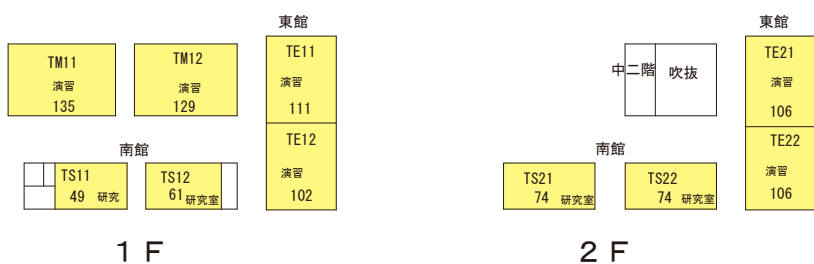 東館
TM11
演習
135
TM12
演習
129
TE11
演習
111
TE12
演習
102
南館
TS11
49 研究
TS12
61 研究室
1F
東館
中二階
吹抜
TE21
演習
106
TE22
演習
106
南館
TS21
74 研究室
TS22
74 研究室
2F